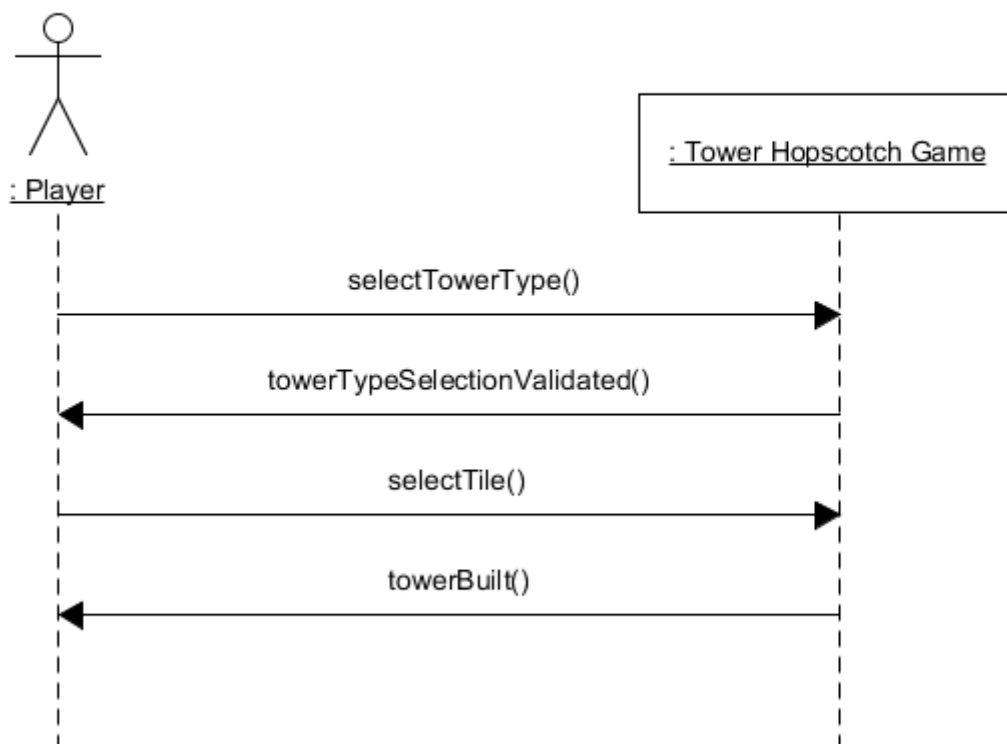 : Player
: Tower Hopscotch Game
selectTowerType()
towerTypeSelectionValidated()
selectTile()
towerBuilt()